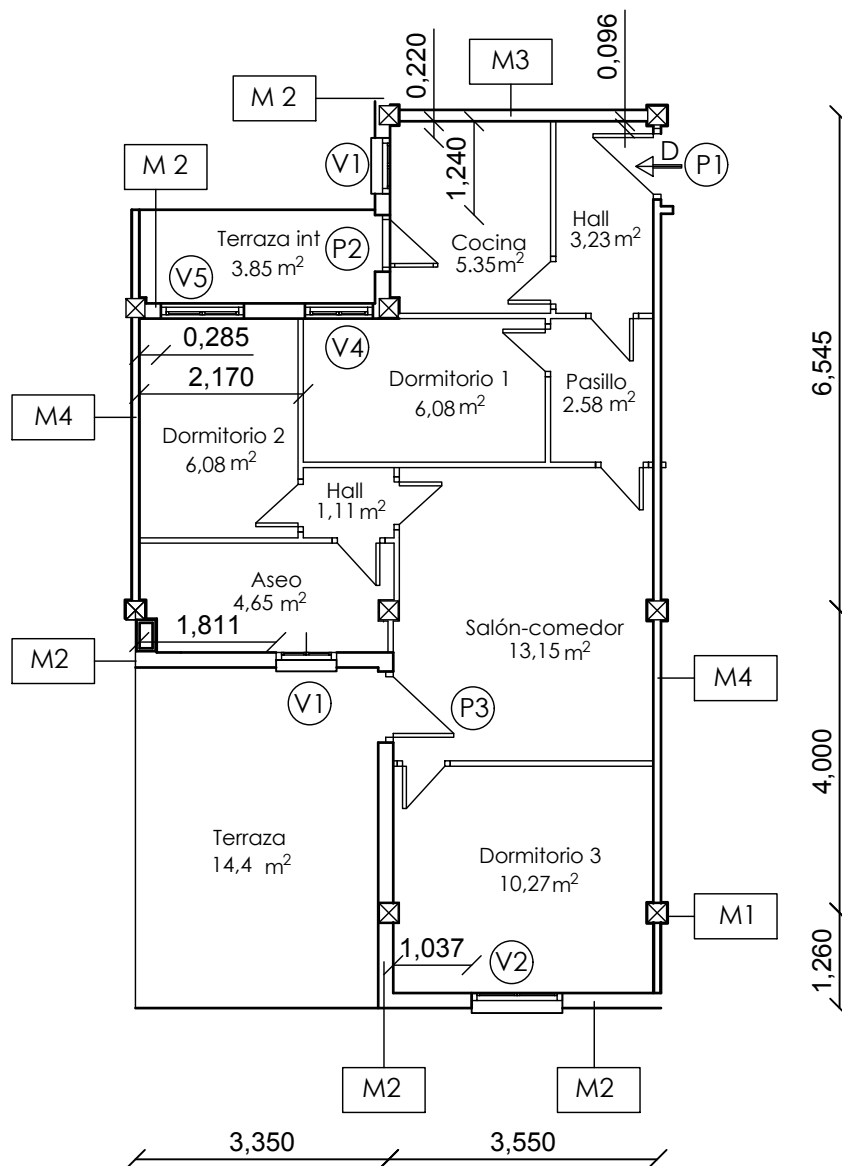 0,220
0,096
M3
M 2
M 2
V1
1,240
D
P1
Terraza int
3.85 m²
P2
Cocina
5.35m²
Hall
3,23 m²
V5
V4
0,285
2,170
Dormitorio 1
6,08 m²
Pasillo
2.58 m²
6,545
M4
Dormitorio 2
6,08 m²
Hall
1,11 m²
Aseo
4,65 m²
1,811
Salón-comedor
13,15 m²
M2
M4
V1
P3
4,000
Terraza
14,4 m²
Dormitorio 3
10,27m²
M1
1,037
V2
1,260
M2
M2
3,350
3,550